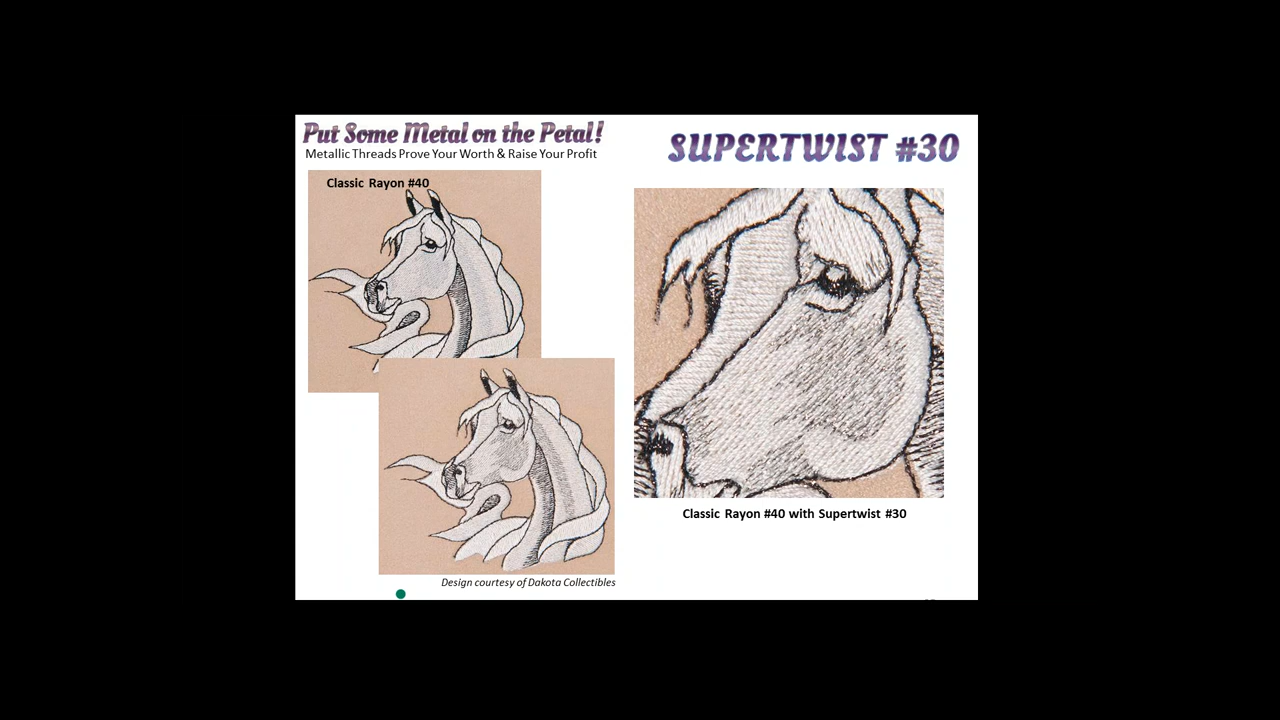 Put Some Metal on the Petal!
Metallic Threads Prove Your Worth & Raise Your Profit
SUPERTWIST #30
Classic Rayon #40
Classic Rayon #40 with Supertwist #30
Design courtesy of Dakota Collectibles